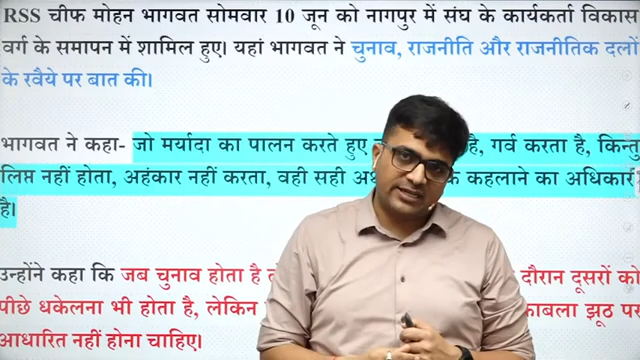 RSS चीफ मोहन भागवत सोमवार 10 जून को नागपुर में संघ के कार्यकर्ता विकास
वर्ग के समापन में शामिल हुए। यहां भागवत ने चुनाव, राजनीति और राजनीतिक दलों
के रवैये पर बात की।
भागवत ने कहा- जो मर्यादा का पालन करते हुए है, गर्व करता है, किन्तु
लिप्त नहीं होता, अहंकार नहीं करता, वही सही कहलाने का अधिकारी
है।
उन्होंने कहा कि जब चुनाव होता है दौरान दूसरों को
पीछे धकेलना भी होता है, लेकिन झूठ पर
आधारित नहीं होना चाहिए।